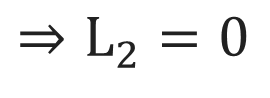 ⇒ L₂ = 0